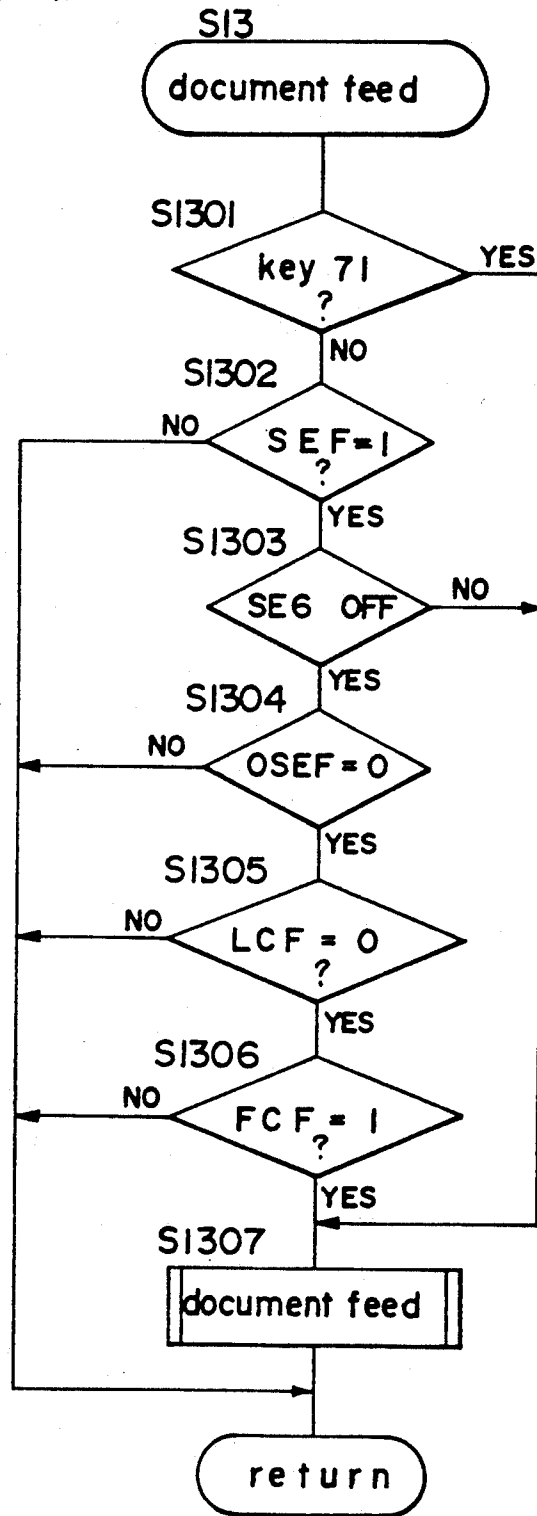 S13
document feed
S1301
key 71
?
YES
NO
S1302
NO
SEF=1
?
YES
S1303
SE6 OFF
NO
YES
S1304
NO
OSEF=0
YES
S1305
NO
LCF = 0
?
YES
S1306
NO
FCF = 1
?
YES
S1307
document feed
return